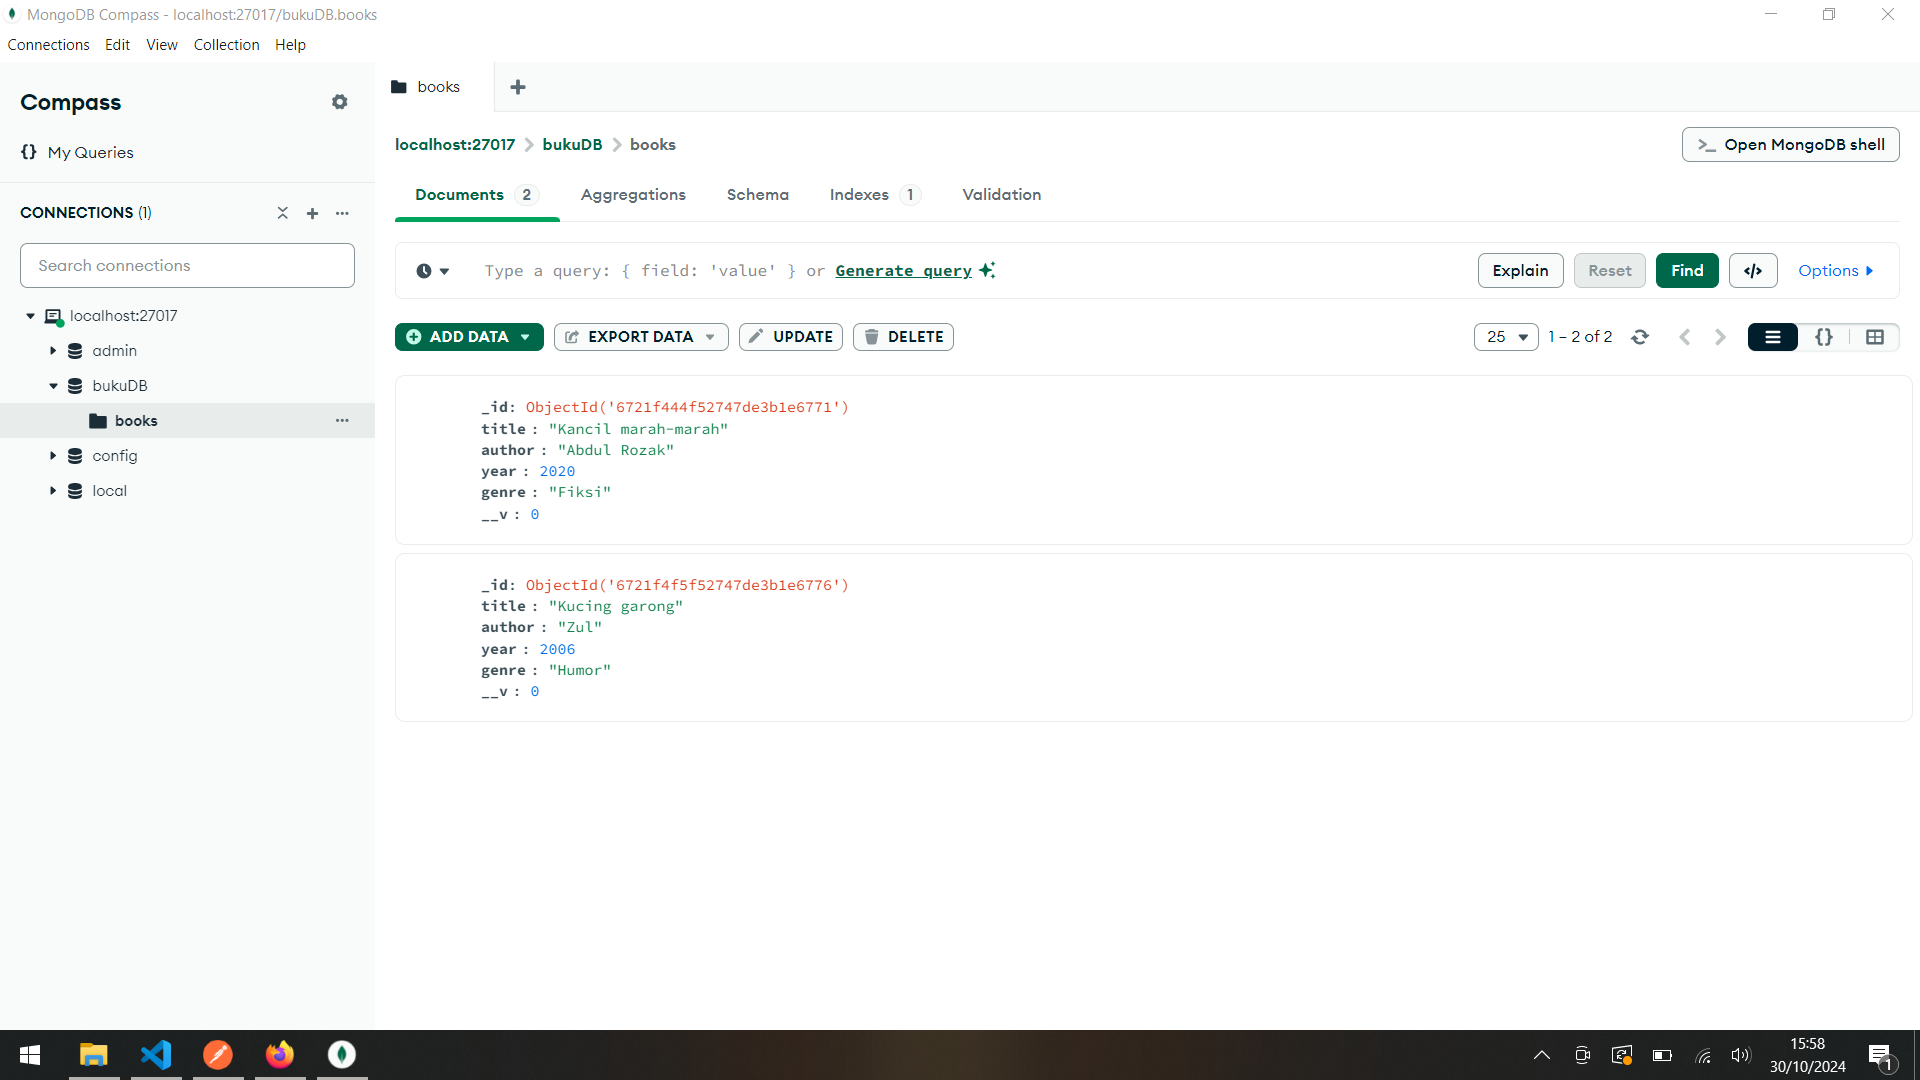 MongoDB Compass - localhost:27017/bukuDB.books
Connections Edit View Collection Help
Compass
{} My Queries
CONNECTIONS (1)
Search connections
localhost:27017
admin
bukuDB
books
config
local
books
localhost:27017 > bukuDB > books
>_ Open MongoDB shell
Documents 2 Aggregations Schema Indexes 1 Validation
Type a query: { field: 'value' } or Generate query
Explain Reset Find </> Options
ADD DATA EXPORT DATA UPDATE DELETE
25 1 – 2 of 2 {}
_id: ObjectId('6721f444f52747de3b1e6771')
title : "Kancil marah-marah"
author : "Abdul Rozak"
year : 2020
genre : "Fiksi"
__v : 0
_id: ObjectId('6721f4f5f52747de3b1e6776')
title : "Kucing garong"
author : "Zul"
year : 2006
genre : "Humor"
__v : 0
15:58
30/10/2024
1